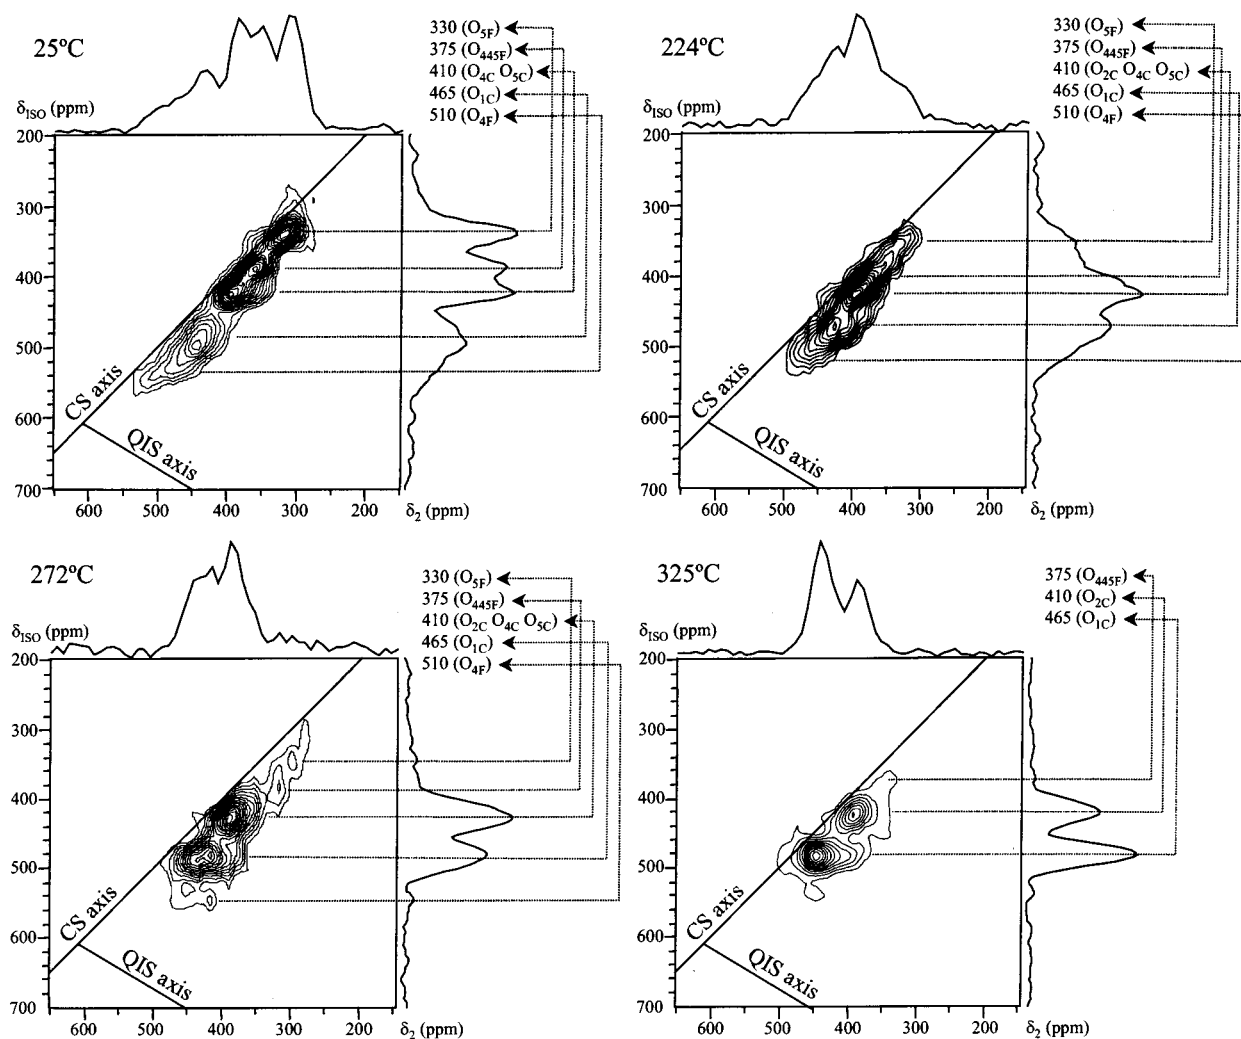 25°C
330 (O5F)
375 (O445F)
410 (O4C O5C)
465 (O1C)
510 (O4F)
δISO (ppm)
200
300
400
500
600
700
CS axis
QIS axis
600 500 400 300 200 δ2 (ppm)
224°C
330 (O5F)
375 (O445F)
410 (O2C O4C O5C)
465 (O1C)
510 (O4F)
δISO (ppm)
200
300
400
500
600
700
CS axis
QIS axis
600 500 400 300 200 δ2 (ppm)
272°C
330 (O5F)
375 (O445F)
410 (O2C O4C O5C)
465 (O1C)
510 (O4F)
δISO (ppm)
200
300
400
500
600
700
CS axis
QIS axis
600 500 400 300 200 δ2 (ppm)
325°C
375 (O445F)
410 (O2C)
465 (O1C)
δISO (ppm)
200
300
400
500
600
700
CS axis
QIS axis
600 500 400 300 200 δ2 (ppm)